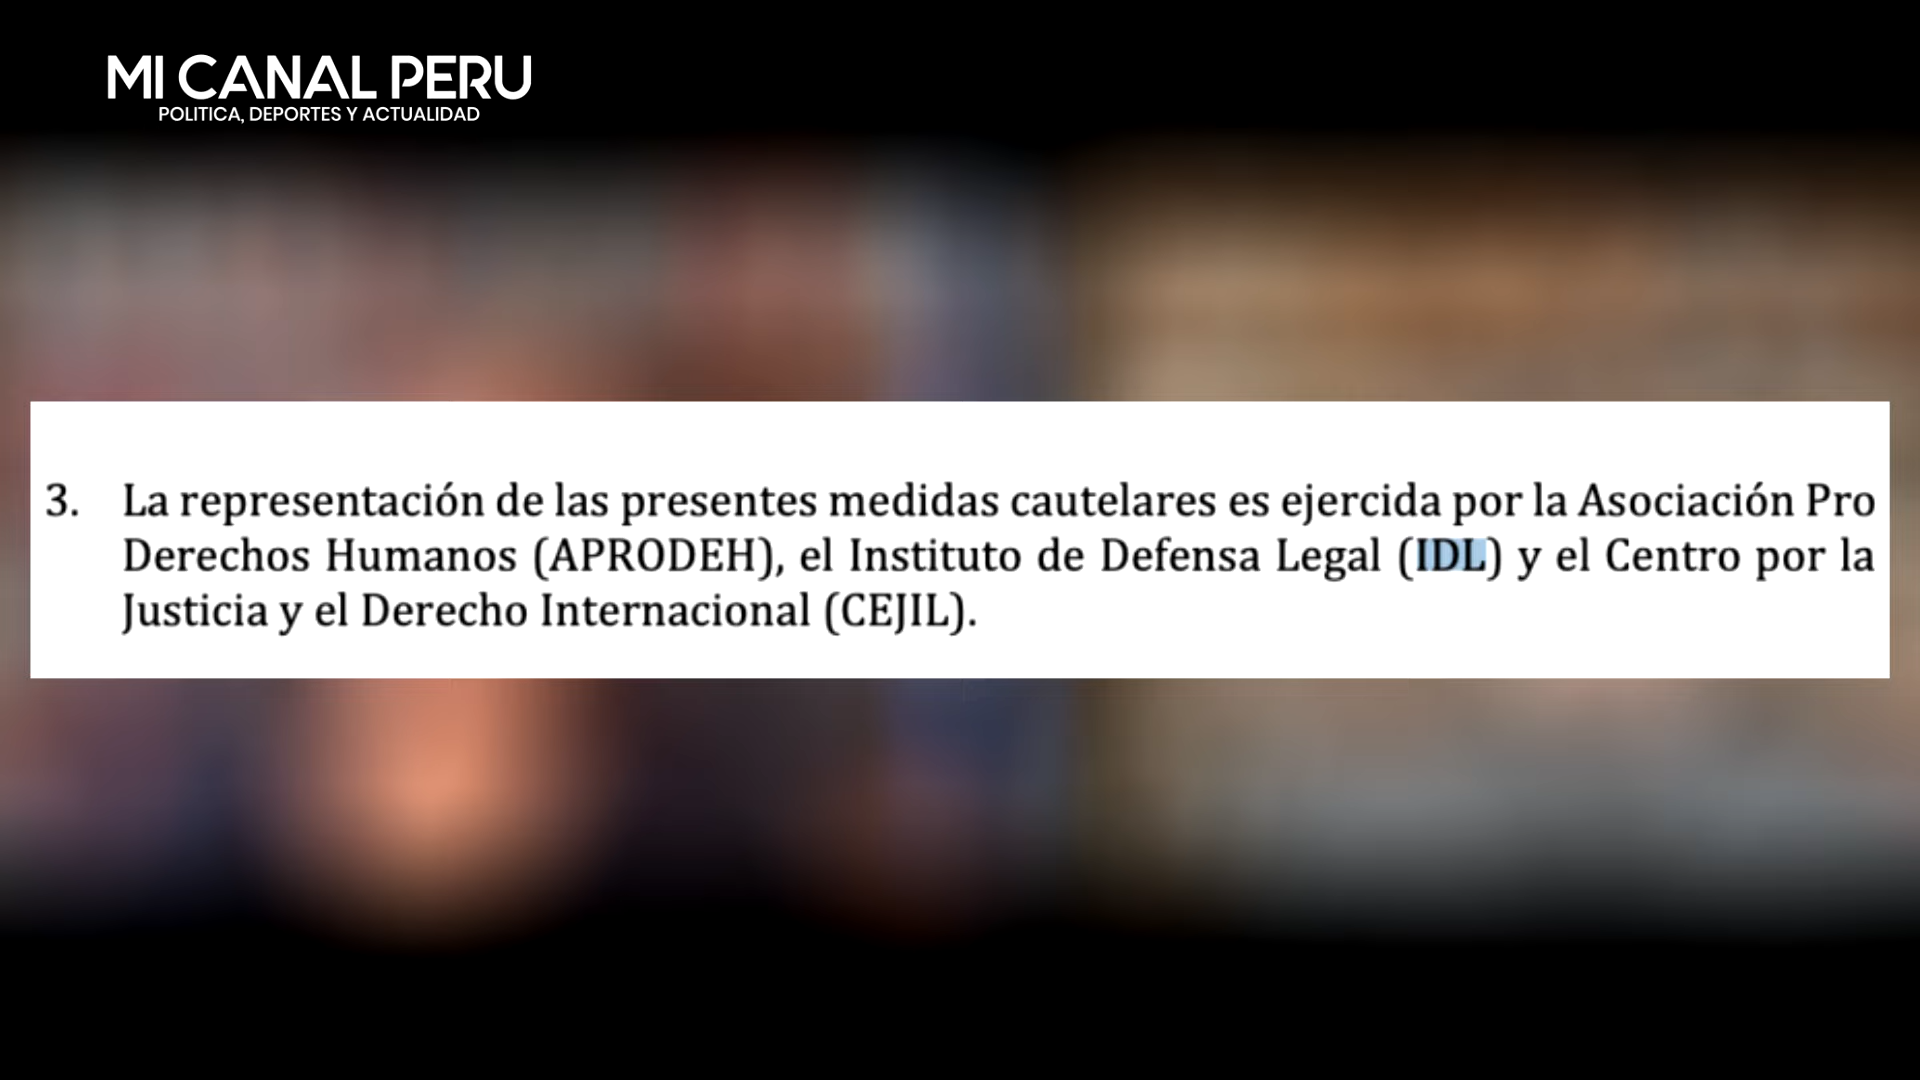 MI CANAL PERU
POLITICA, DEPORTES Y ACTUALIDAD
3. La representación de las presentes medidas cautelares es ejercida por la Asociación Pro
Derechos Humanos (APRODEH), el Instituto de Defensa Legal (IDL) y el Centro por la
Justicia y el Derecho Internacional (CEJIL).